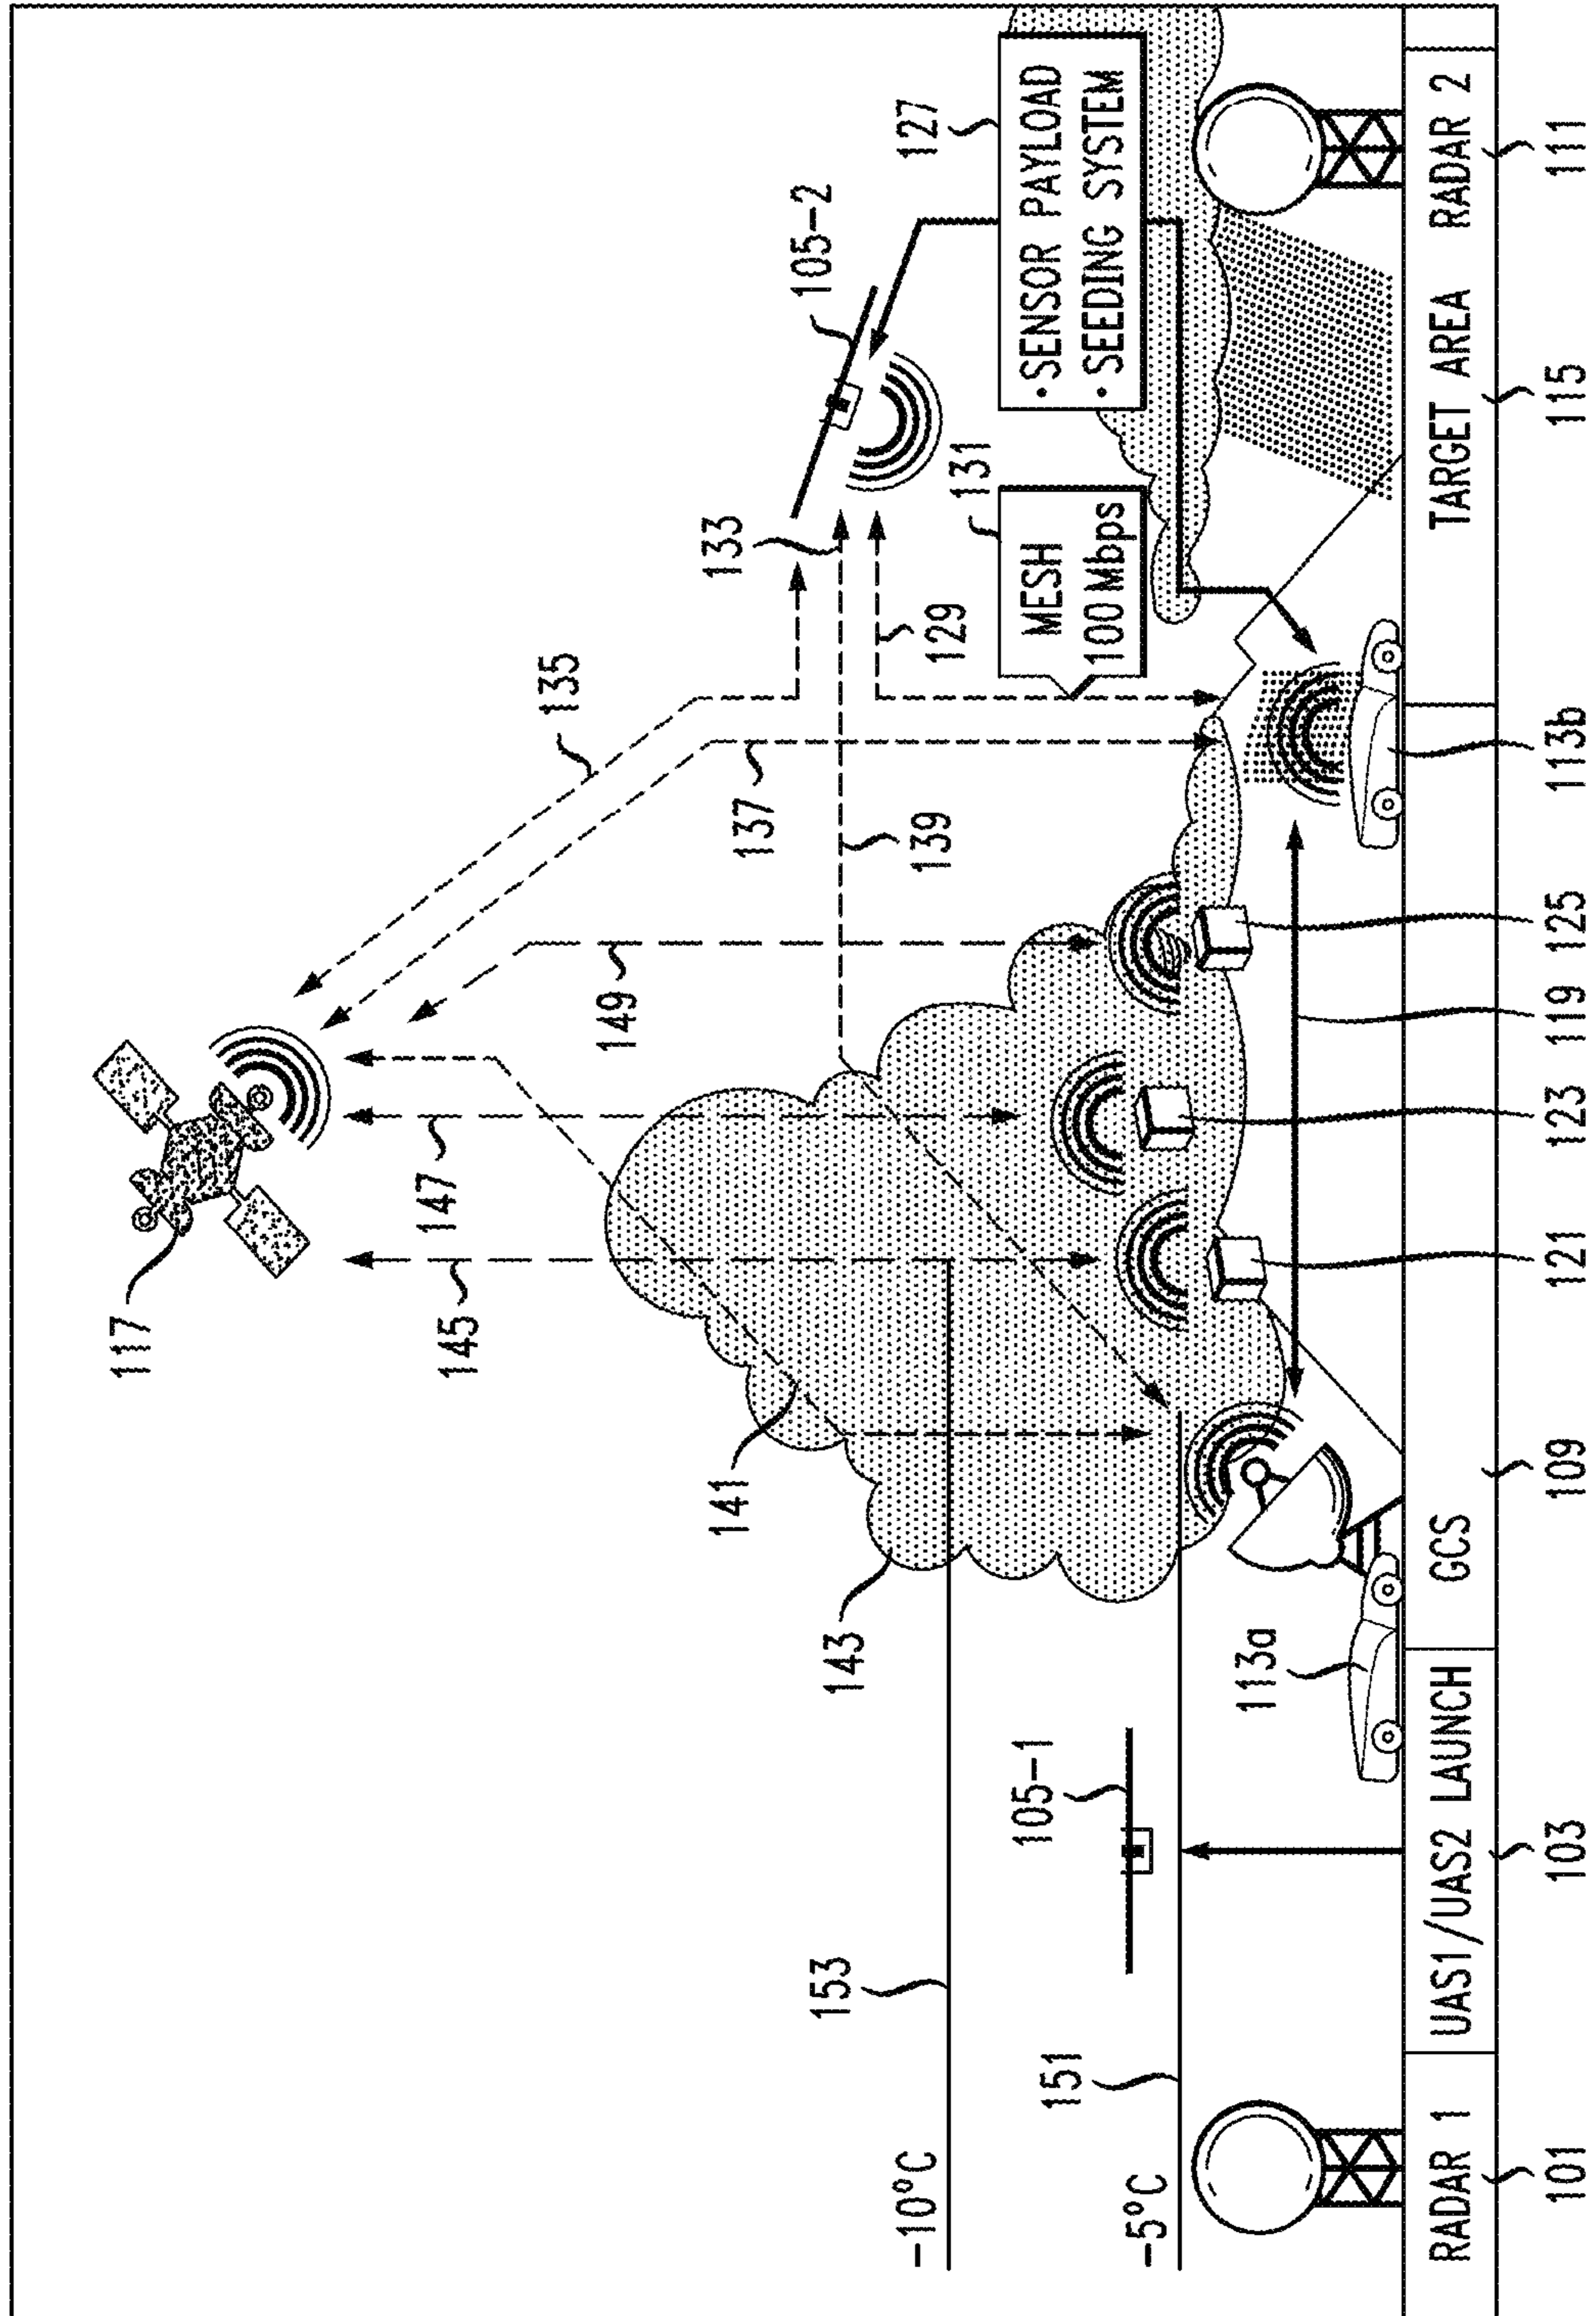 117
135
145
147
149
137
133
105-2
141
139
129
127
131
MESH
100 Mbps
• SENSOR PAYLOAD
• SEEDING SYSTEM
143
153
-10°C
105-1
151
-5°C
113a
RADAR 1
UAS1/UAS2 LAUNCH
GCS
TARGET AREA
RADAR 2
101
103
109
121
123
119
125
113b
115
111